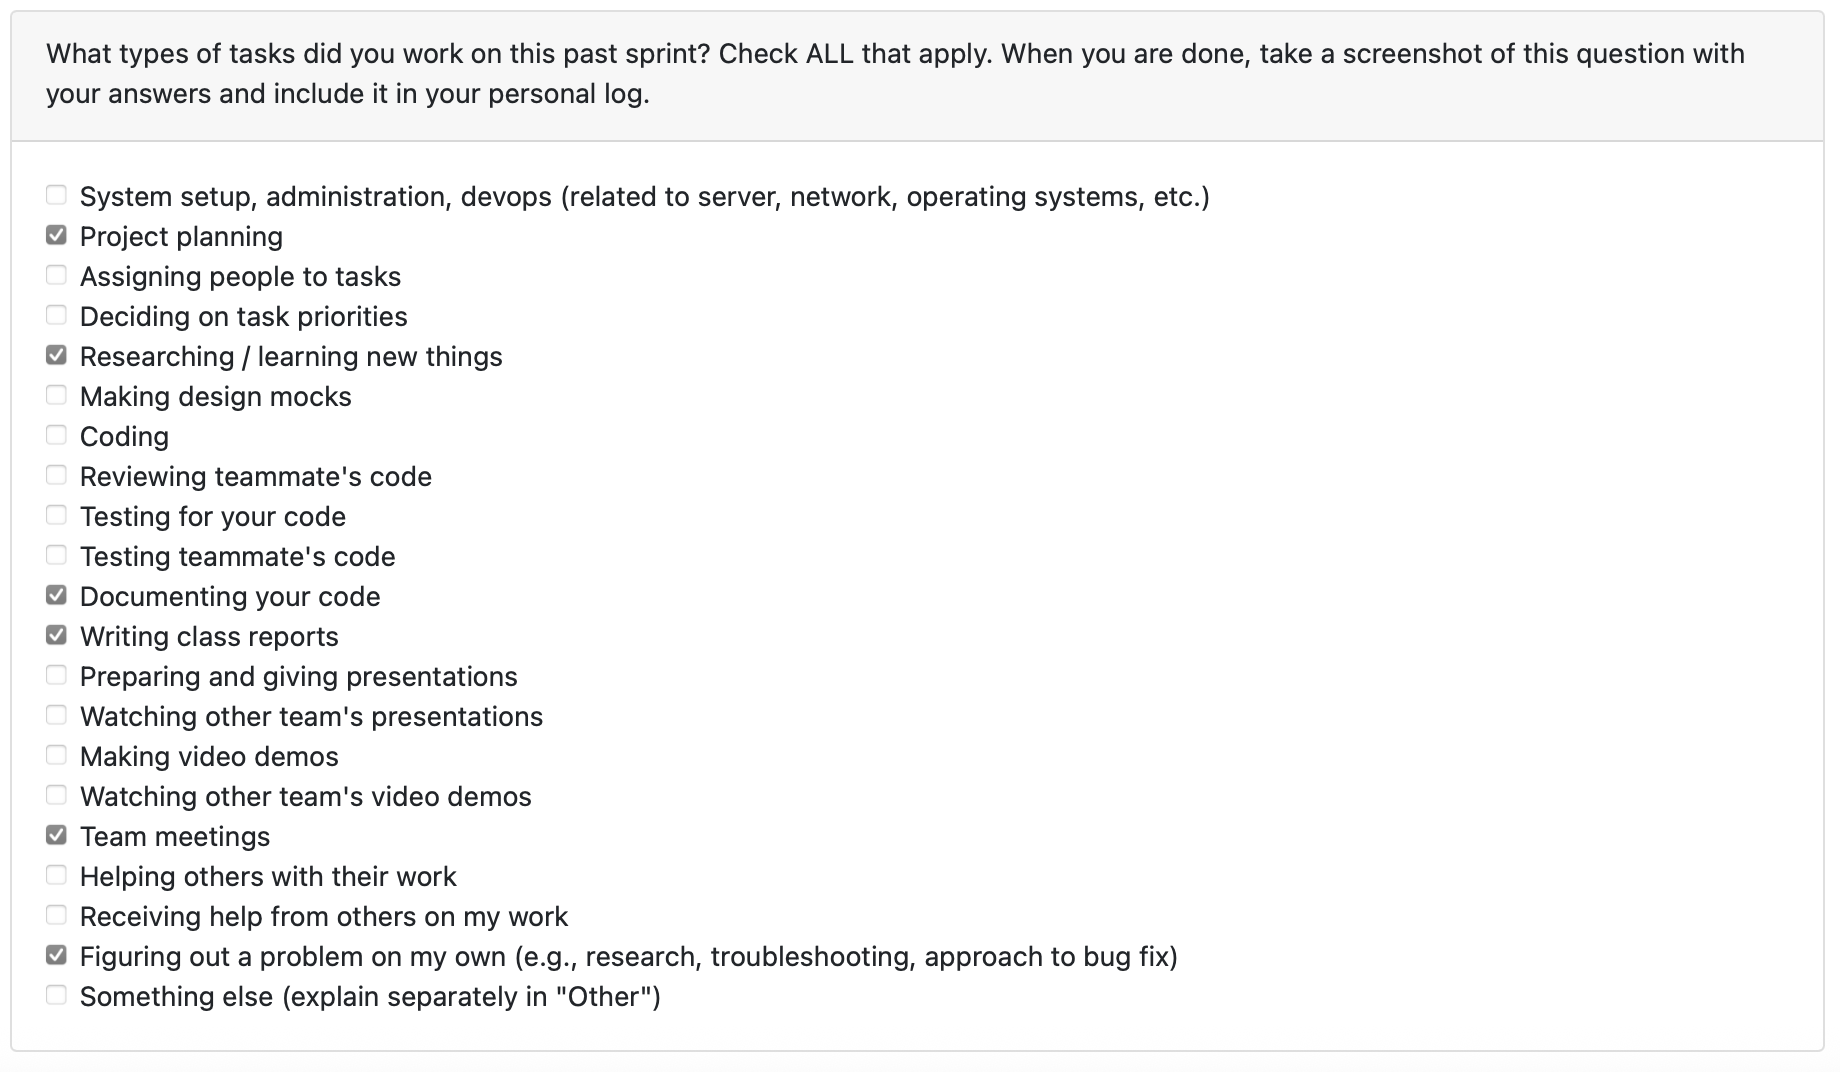 What types of tasks did you work on this past sprint? Check ALL that apply. When you are done, take a screenshot of this question with
your answers and include it in your personal log.
System setup, administration, devops (related to server, network, operating systems, etc.)
Project planning
Assigning people to tasks
Deciding on task priorities
Researching / learning new things
Making design mocks
Coding
Reviewing teammate's code
Testing for your code
Testing teammate's code
Documenting your code
Writing class reports
Preparing and giving presentations
Watching other team's presentations
Making video demos
Watching other team's video demos
Team meetings
Helping others with their work
Receiving help from others on my work
Figuring out a problem on my own (e.g., research, troubleshooting, approach to bug fix)
Something else (explain separately in "Other")